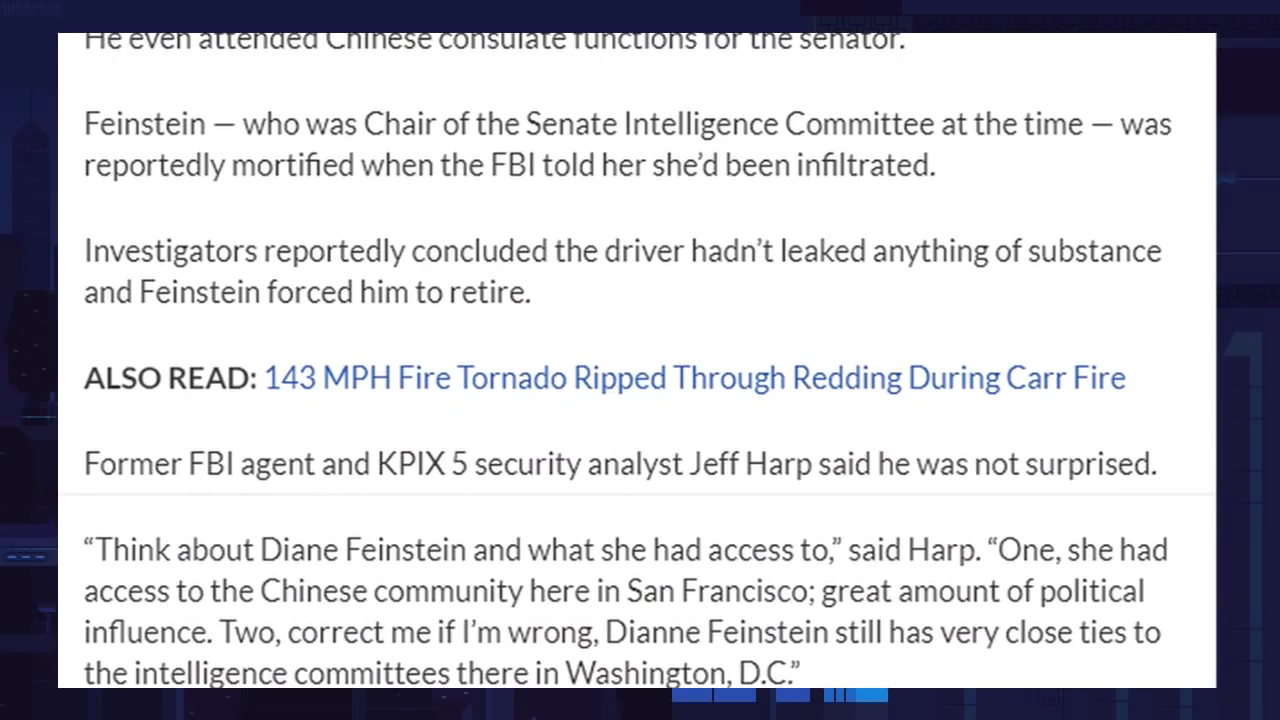 He even attended Chinese consulate functions for the senator.
Feinstein — who was Chair of the Senate Intelligence Committee at the time — was
reportedly mortified when the FBI told her she’d been infiltrated.
Investigators reportedly concluded the driver hadn’t leaked anything of substance
and Feinstein forced him to retire.
ALSO READ: 143 MPH Fire Tornado Ripped Through Redding During Carr Fire
Former FBI agent and KPIX 5 security analyst Jeff Harp said he was not surprised.
“Think about Diane Feinstein and what she had access to,” said Harp. “One, she had
access to the Chinese community here in San Francisco; great amount of political
influence. Two, correct me if I’m wrong, Dianne Feinstein still has very close ties to
the intelligence committees there in Washington, D.C.”